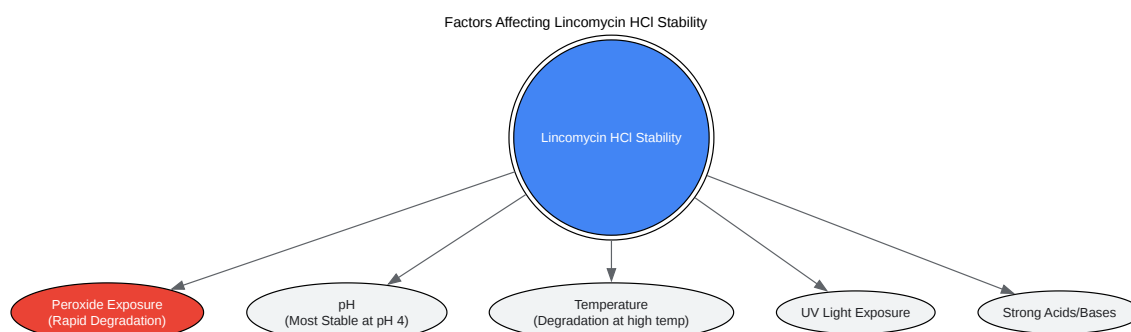 Factors Affecting Lincomycin HCl Stability
Lincomycin HCl Stability
Peroxide Exposure
(Rapid Degradation)
pH
(Most Stable at pH 4)
Temperature
(Degradation at high temp)
UV Light Exposure
Strong Acids/Bases